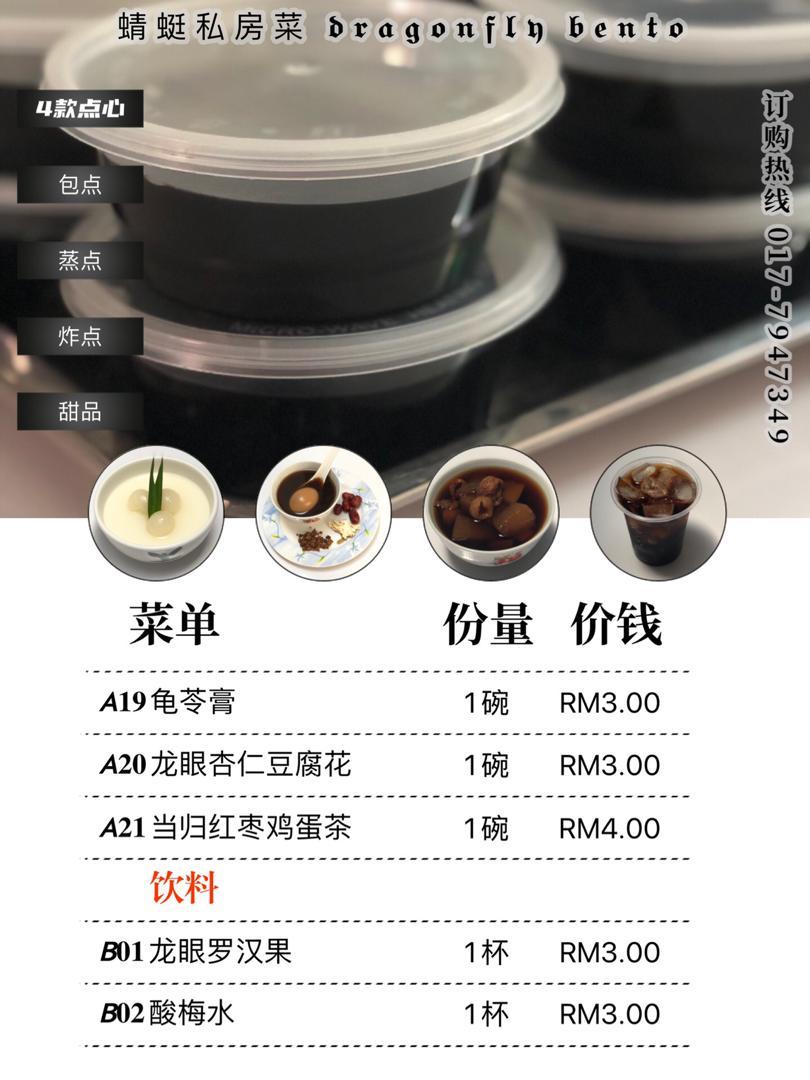 蜻蜓私房菜 dragonfly bento
4款点心
包点
蒸点
炸点
甜品
订购热线 017-7947349
菜单 份量 价钱
A19 龟苓膏 1碗 RM3.00
A20 龙眼杏仁豆腐花 1碗 RM3.00
A21 当归红枣鸡蛋茶 1碗 RM4.00
饮料
B01 龙眼罗汉果 1杯 RM3.00
B02 酸梅水 1杯 RM3.00